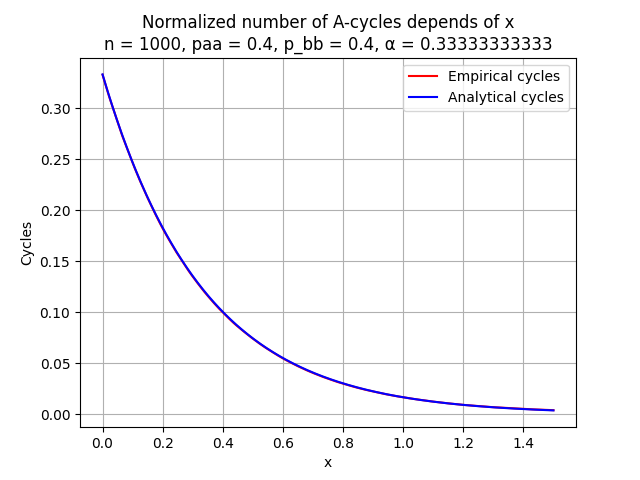 Normalized number of A-cycles depends of x
n = 1000, paa = 0.4, p_bb = 0.4, α = 0.33333333333
Empirical cycles
Analytical cycles
0.30
0.25
0.20
0.15
0.10
0.05
0.00
Cycles
0.0 0.2 0.4 0.6 0.8 1.0 1.2 1.4
x